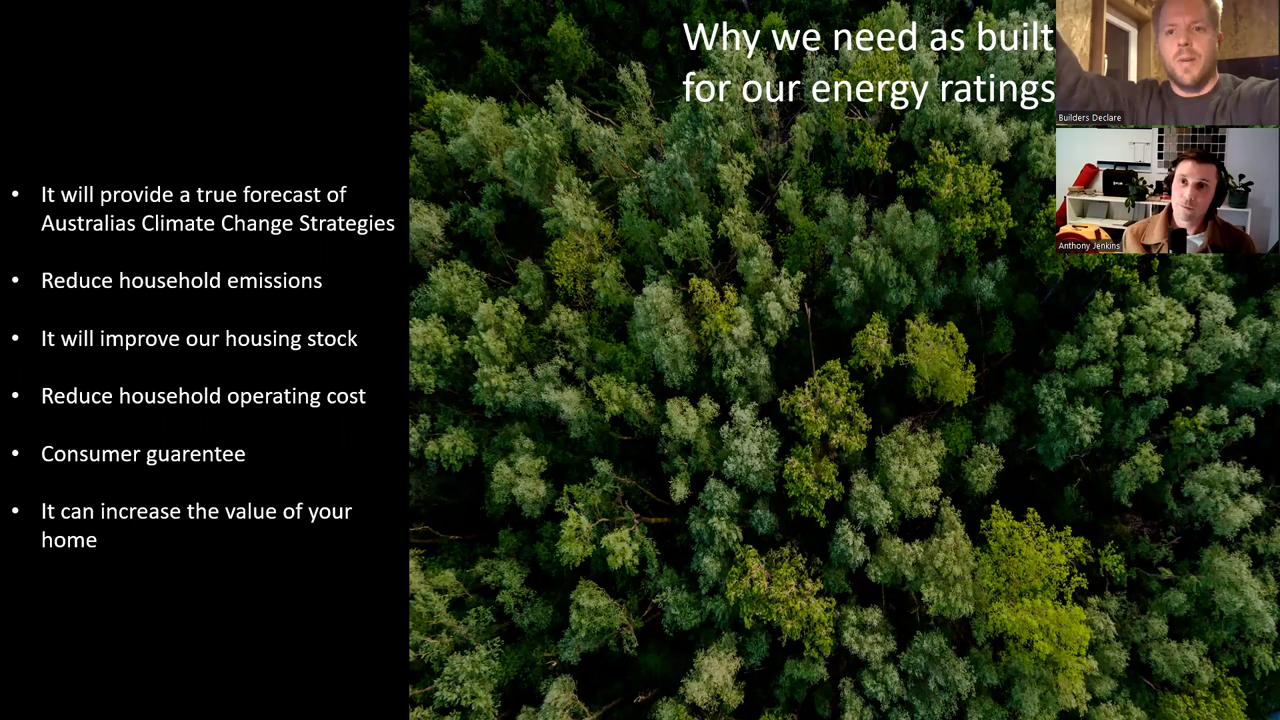 Why we need as built
for our energy ratings
Builders Declare
Anthony Jenkins
• It will provide a true forecast of
Australias Climate Change Strategies
• Reduce household emissions
• It will improve our housing stock
• Reduce household operating cost
• Consumer guarentee
• It can increase the value of your
home